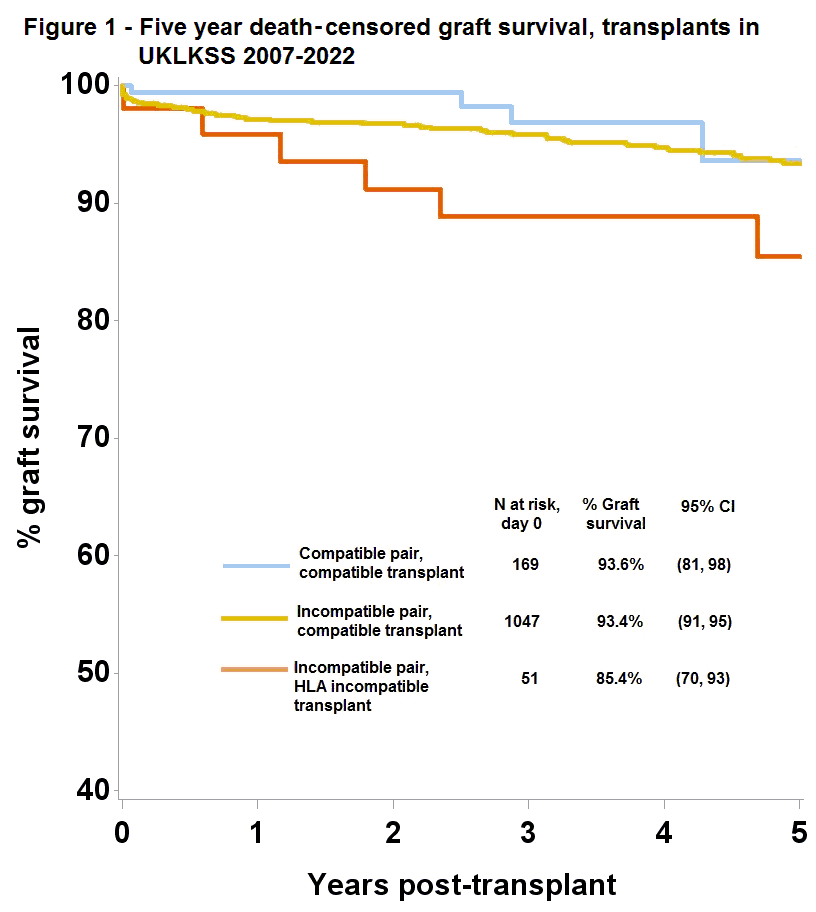 Figure 1 - Five year death-censored graft survival, transplants in
UKLKSS 2007-2022
100
90
80
70
60
50
40
% graft survival
N at risk, % Graft 95% CI
day 0 survival
Compatible pair,
compatible transplant 169 93.6% (81, 98)
Incompatible pair,
compatible transplant 1047 93.4% (91, 95)
Incompatible pair,
HLA incompatible 51 85.4% (70, 93)
transplant
0 1 2 3 4 5
Years post-transplant